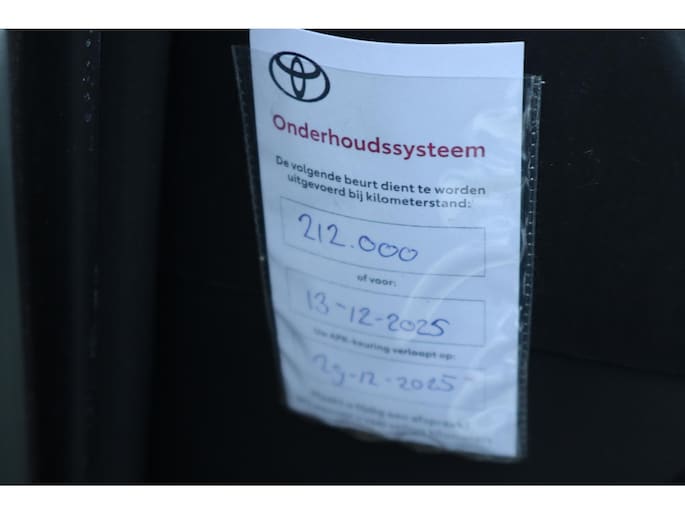 Onderhoudssysteem
De volgende beurt dient te worden
uitgevoerd bij kilometerstand:
212.000
of voor:
13-12-2025
Uw APK-keuring verloopt op:
29-12-2025